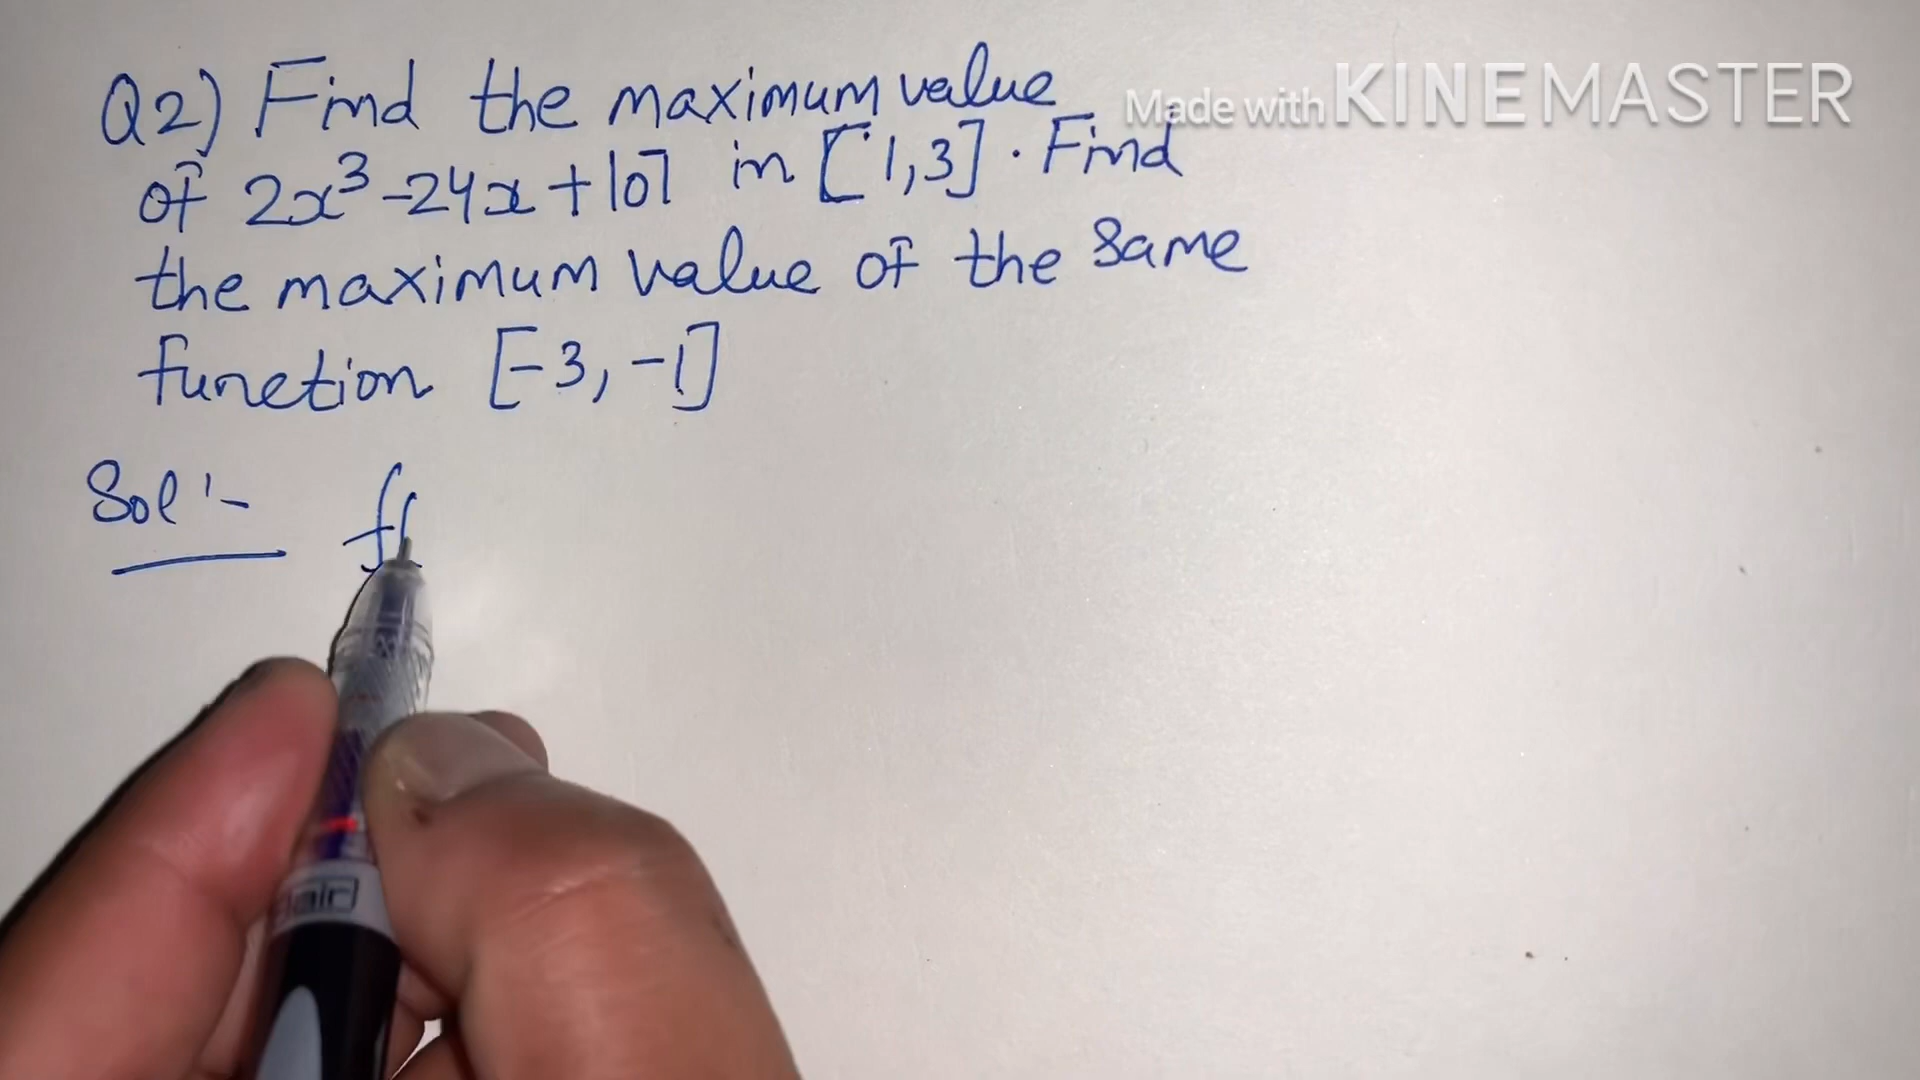 Q2) Find the maximum value
of 2x³-24x+107 in [1,3]. Find
the maximum value of the same
function [-3,-1]
Sol:- f(
Made with KINEMASTER